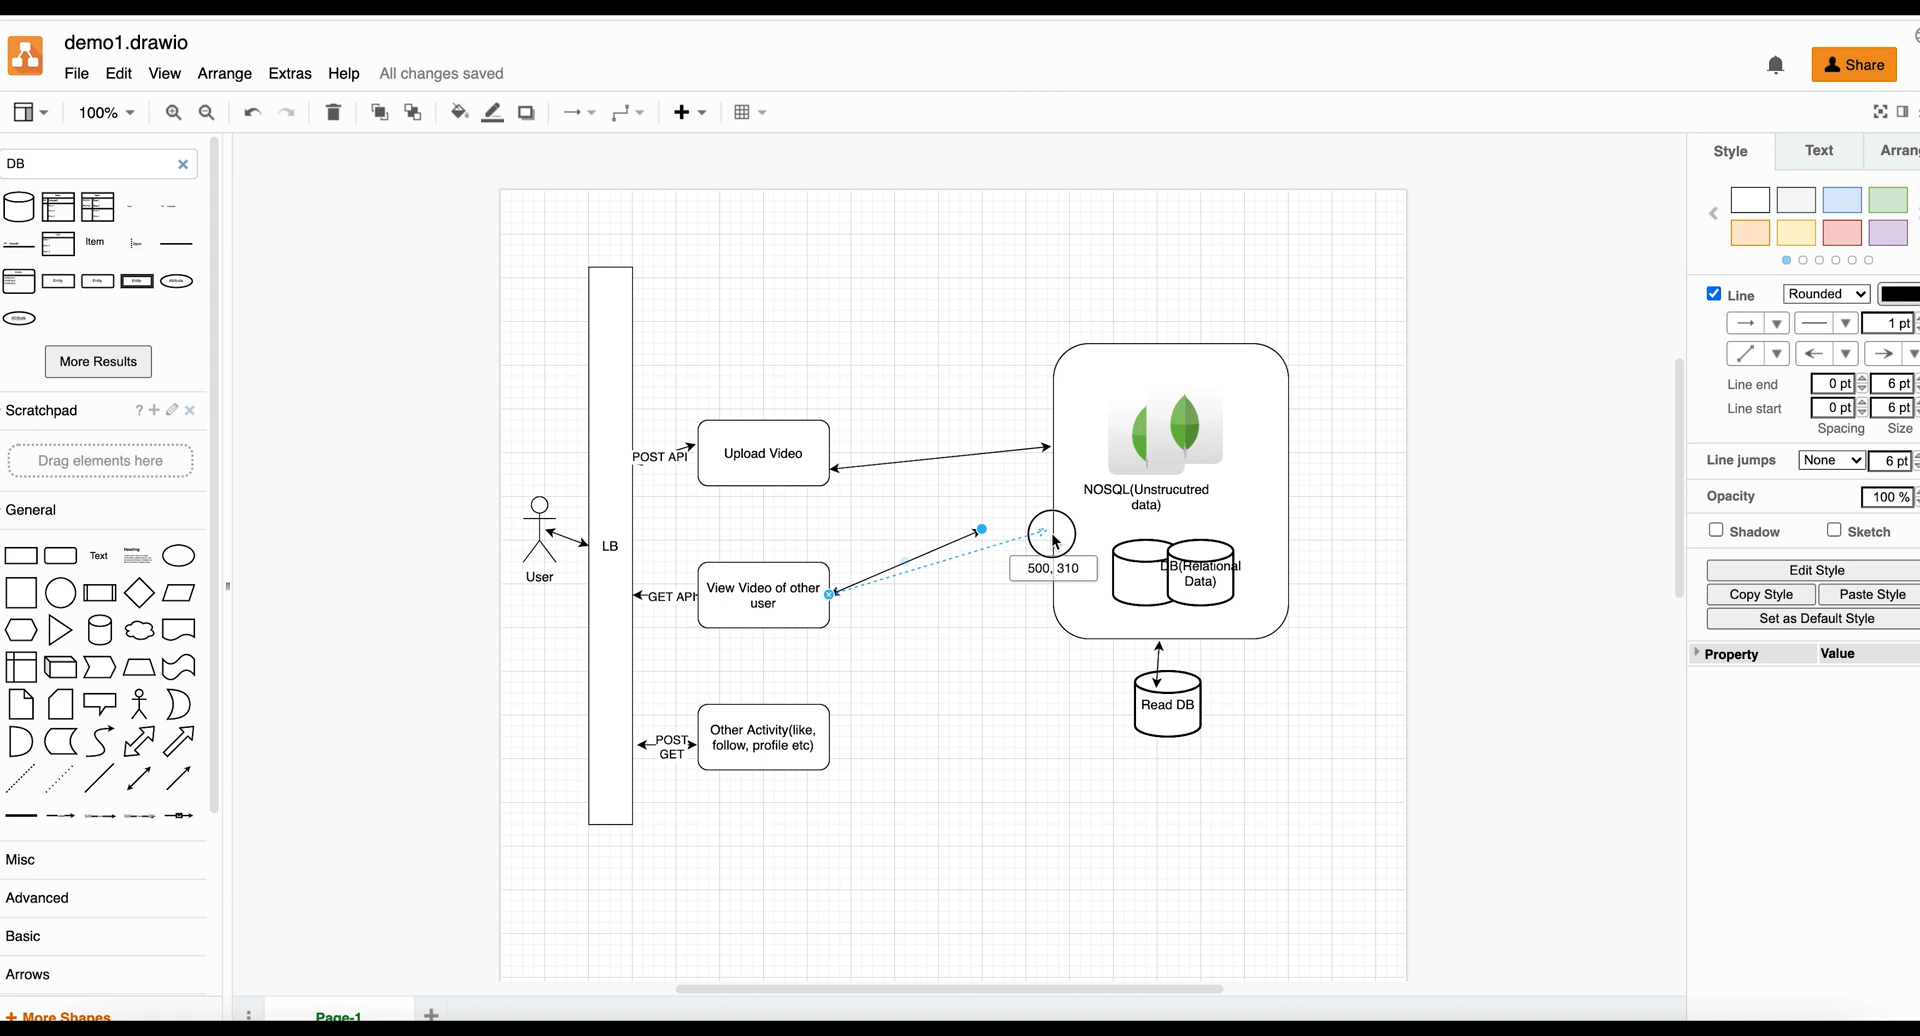 demo1.drawio
File Edit View Arrange Extras Help All changes saved
Share
100%
DB
Item
More Results
Scratchpad
?
Drag elements here
General
Text
Heading
Misc
Advanced
Basic
Arrows
+ More Shapes
POST API
Upload Video
User
LB
GET API
View Video of other
user
POST
GET
Other Activity(like,
follow, profile etc)
NOSQL(Unstrucutred
data)
500, 310
DB(Relational
Data)
Read DB
Page-1
Style Text Arran
Line Rounded
1 pt
Line end 0 pt 6 pt
Line start 0 pt 6 pt
Spacing Size
Line jumps None 6 pt
Opacity 100 %
Shadow Sketch
Edit Style
Copy Style Paste Style
Set as Default Style
Property Value